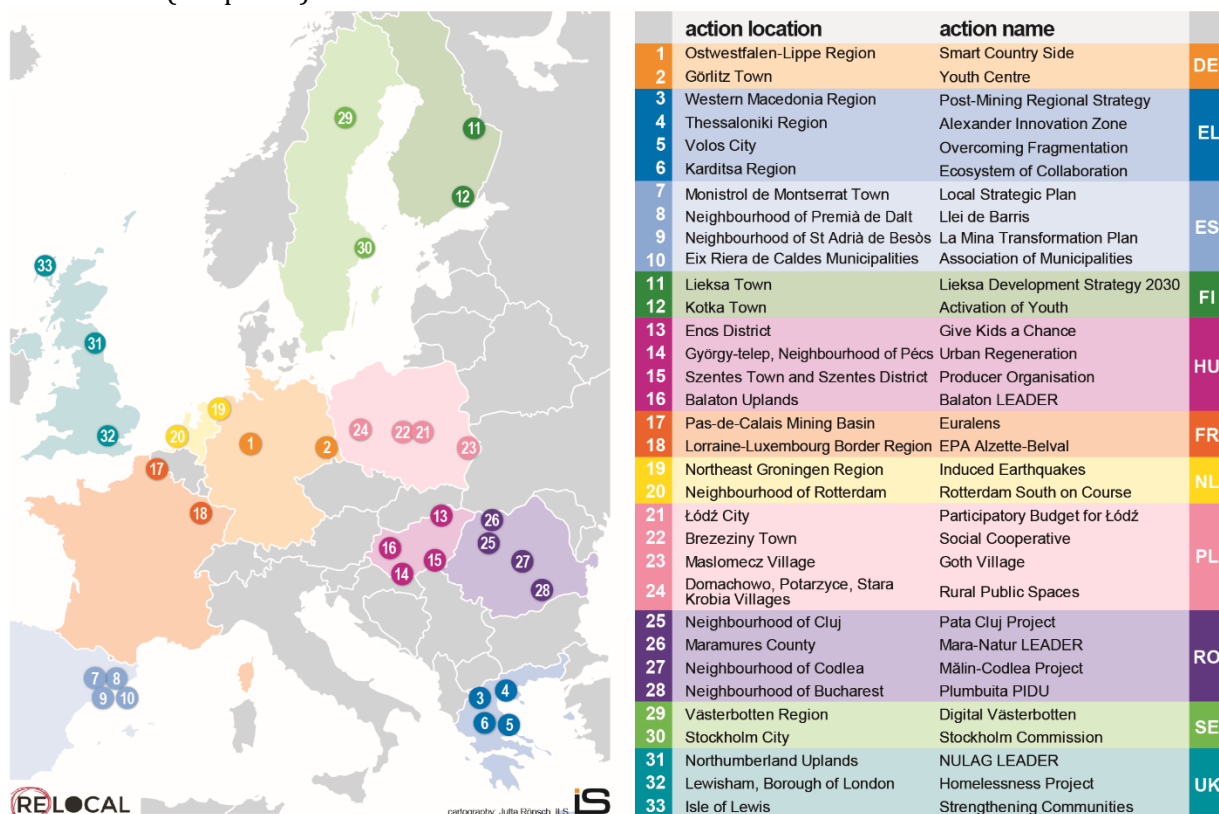 29
11
12
30
33
31
32
19
20
1
2
24
22
21
23
17
18
13
26
25
16
15
27
14
28
7
8
9
10
3
4
6
5
RELOCAL
cartography: Jutta Rönsch, ILS
action location action name
1 Ostwestfalen-Lippe Region Smart Country Side
2 Görlitz Town Youth Centre
DE
3 Western Macedonia Region Post-Mining Regional Strategy
4 Thessaloniki Region Alexander Innovation Zone
5 Volos City Overcoming Fragmentation
6 Karditsa Region Ecosystem of Collaboration
EL
7 Monistrol de Montserrat Town Local Strategic Plan
8 Neighbourhood of Premià de Dalt Llei de Barris
9 Neighbourhood of St Adrià de Besòs La Mina Transformation Plan
10 Eix Riera de Caldes Municipalities Association of Municipalities
ES
11 Lieksa Town Lieksa Development Strategy 2030
12 Kotka Town Activation of Youth
FI
13 Encs District Give Kids a Chance
14 György-telep, Neighbourhood of Pécs Urban Regeneration
15 Szentes Town and Szentes District Producer Organisation
16 Balaton Uplands Balaton LEADER
HU
17 Pas-de-Calais Mining Basin Euralens
18 Lorraine-Luxembourg Border Region EPA Alzette-Belval
FR
19 Northeast Groningen Region Induced Earthquakes
20 Neighbourhood of Rotterdam Rotterdam South on Course
NL
21 Łódź City Participatory Budget for Łódź
22 Brezeziny Town Social Cooperative
23 Maslomecz Village Goth Village
24 Domachowo, Potarzyce, Stara
Krobia Villages Rural Public Spaces
PL
25 Neighbourhood of Cluj Pata Cluj Project
26 Maramures County Mara-Natur LEADER
27 Neighbourhood of Codlea Mălin-Codlea Project
28 Neighbourhood of Bucharest Plumbuita PIDU
RO
29 Västerbotten Region Digital Västerbotten
30 Stockholm City Stockholm Commission
SE
31 Northumberland Uplands NULAG LEADER
32 Lewisham, Borough of London Homelessness Project
33 Isle of Lewis Strengthening Communities
UK